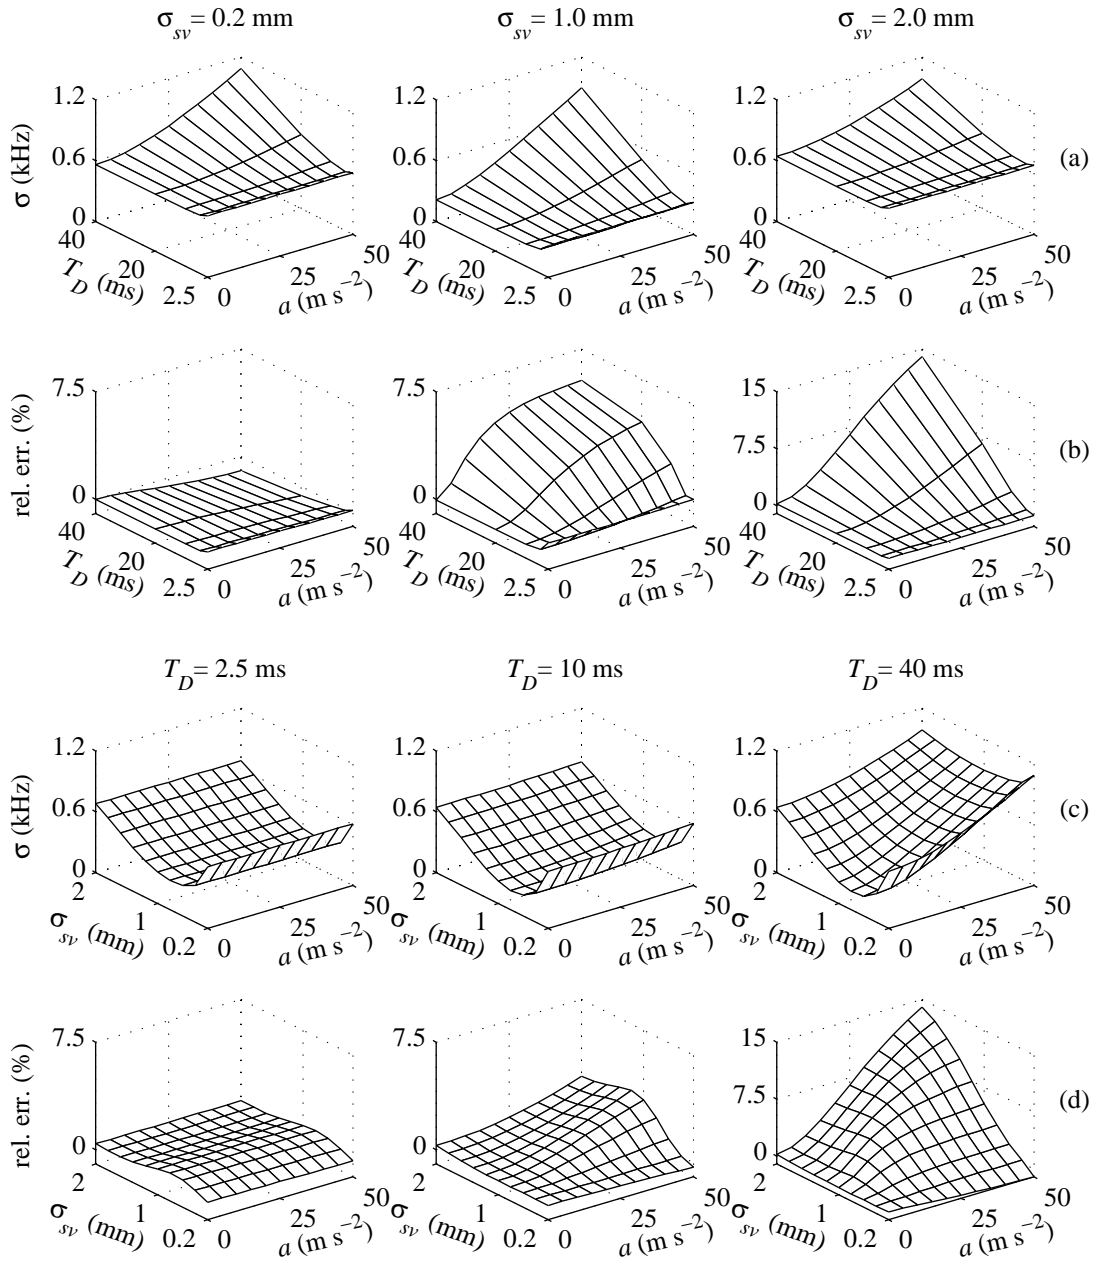 σsv= 0.2 mm σsv= 1.0 mm σsv= 2.0 mm
σ (kHz) 1.2 0.6 0 40 20 2.5 TD (ms) 0 25 50 a (m s−2)
1.2 0.6 0 40 20 2.5 TD (ms) 0 25 50 a (m s−2)
1.2 0.6 0 40 20 2.5 TD (ms) 0 25 50 a (m s−2)
(a)
rel. err. (%) 7.5 0 40 20 2.5 TD (ms) 0 25 50 a (m s−2)
7.5 0 40 20 2.5 TD (ms) 0 25 50 a (m s−2)
15 7.5 0 40 20 2.5 TD (ms) 0 25 50 a (m s−2)
(b)
TD= 2.5 ms TD= 10 ms TD= 40 ms
σ (kHz) 1.2 0.6 0 2 1 0.2 σsv (mm) 0 25 50 a (m s−2)
1.2 0.6 0 2 1 0.2 σsv (mm) 0 25 50 a (m s−2)
1.2 0.6 0 2 1 0.2 σsv (mm) 0 25 50 a (m s−2)
(c)
rel. err. (%) 7.5 0 2 1 0.2 σsv (mm) 0 25 50 a (m s−2)
7.5 0 2 1 0.2 σsv (mm) 0 25 50 a (m s−2)
15 7.5 0 2 1 0.2 σsv (mm) 0 25 50 a (m s−2)
(d)